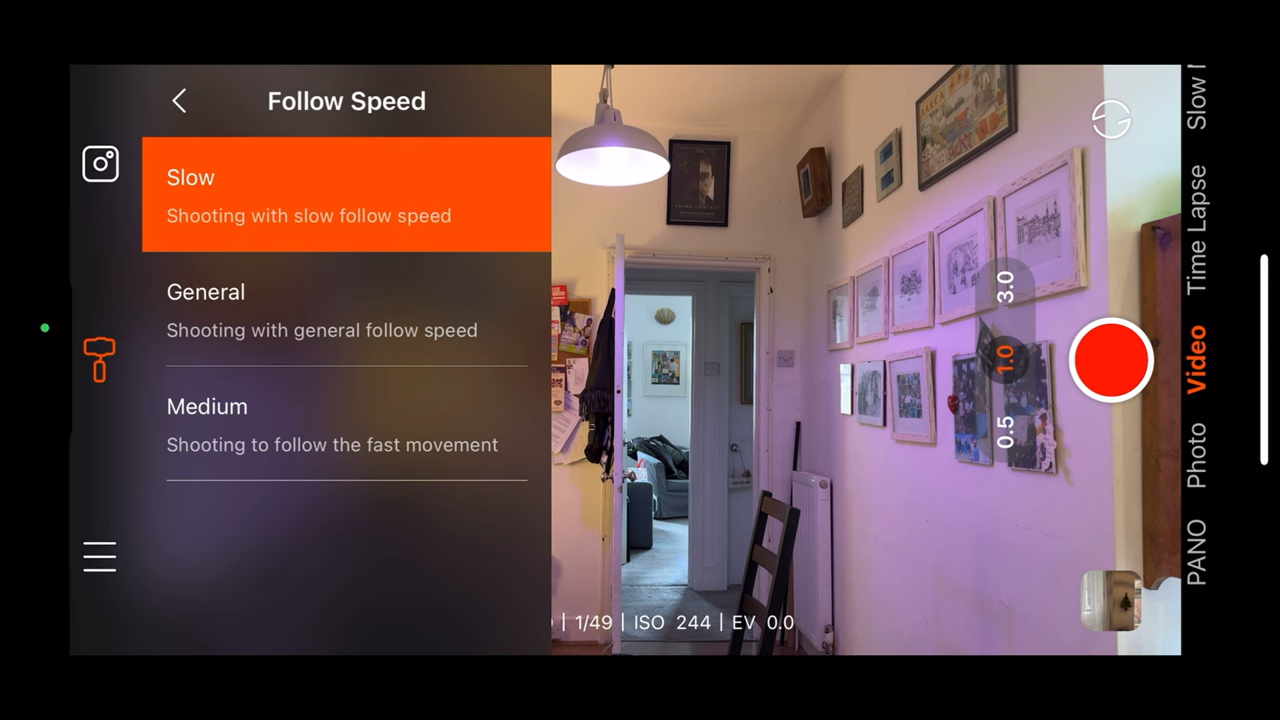 Follow Speed
Slow
Shooting with slow follow speed
General
Shooting with general follow speed
Medium
Shooting to follow the fast movement
| 1/49 | ISO 244 | EV 0.0
3.0
1.0
0.5
Slow
Time Lapse
Video
Photo
PANO